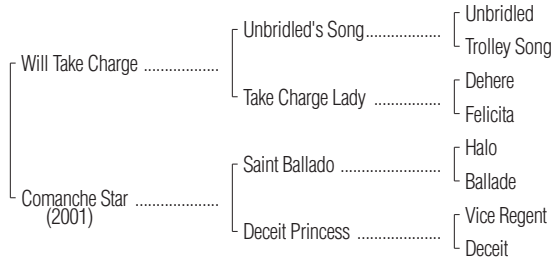 Unbridled
Unbridled's Song..................
Trolley Song
Will Take Charge ..................
Dehere
Take Charge Lady ................
Felicita
Halo
Saint Ballado ........................
Ballade
Comanche Star ....................
(2001)
Vice Regent
Deceit Princess ....................
Deceit